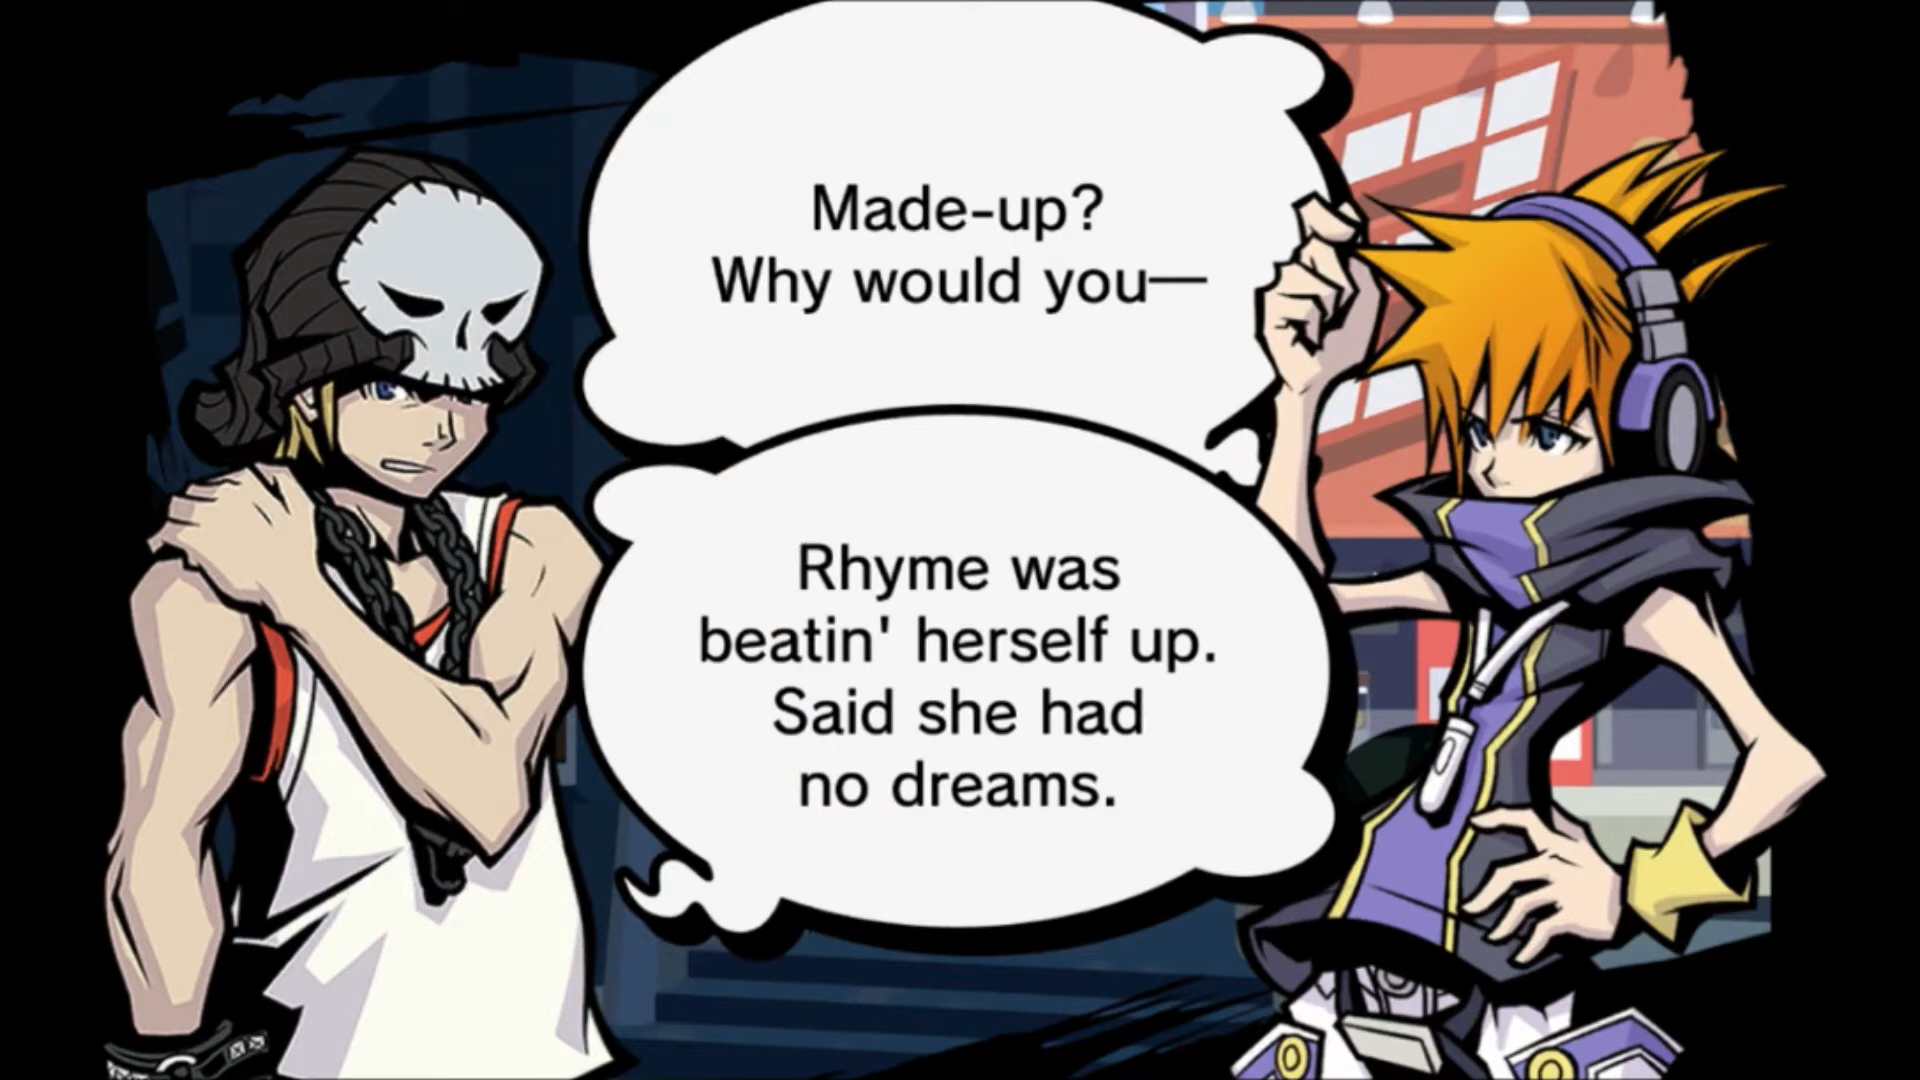 Made-up?
Why would you—
Rhyme was
beatin' herself up.
Said she had
no dreams.